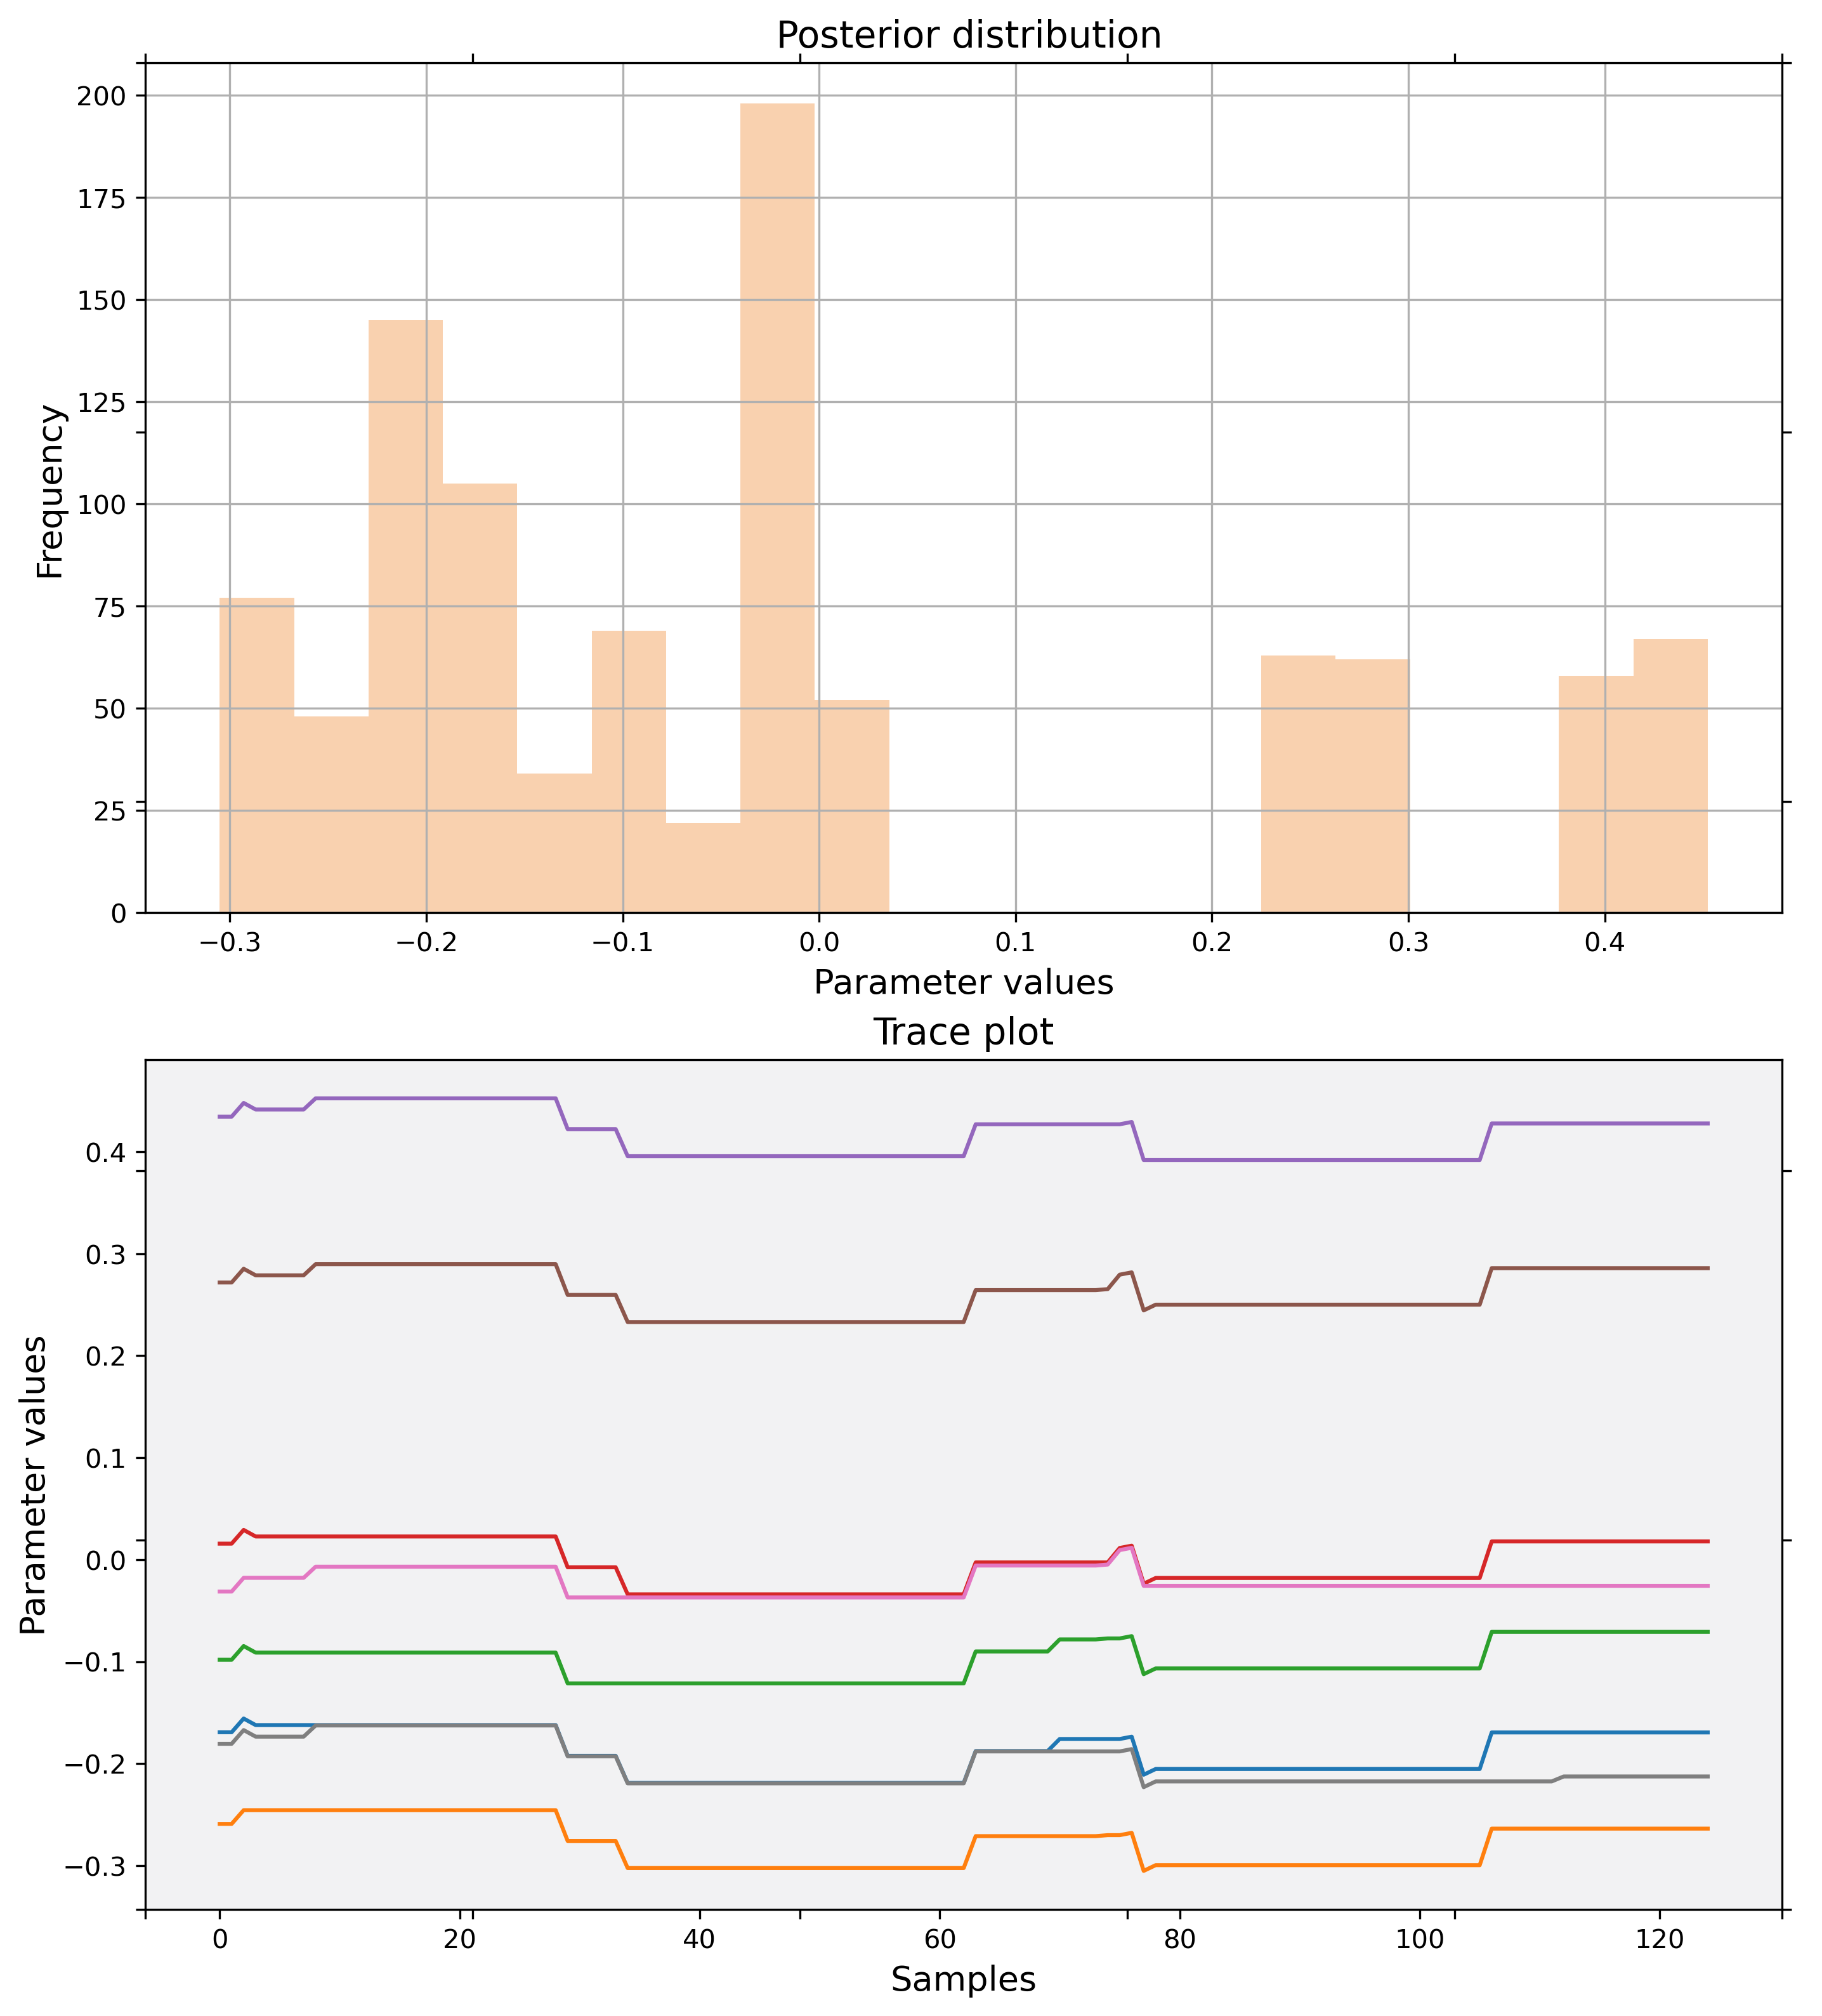 Posterior distribution
200
175
150
125
100
75
50
25
0
Frequency
−0.3 −0.2 −0.1 0.0 0.1 0.2 0.3 0.4
Parameter values
Trace plot
0.4
0.3
0.2
0.1
0.0
−0.1
−0.2
−0.3
Parameter values
0 20 40 60 80 100 120
Samples